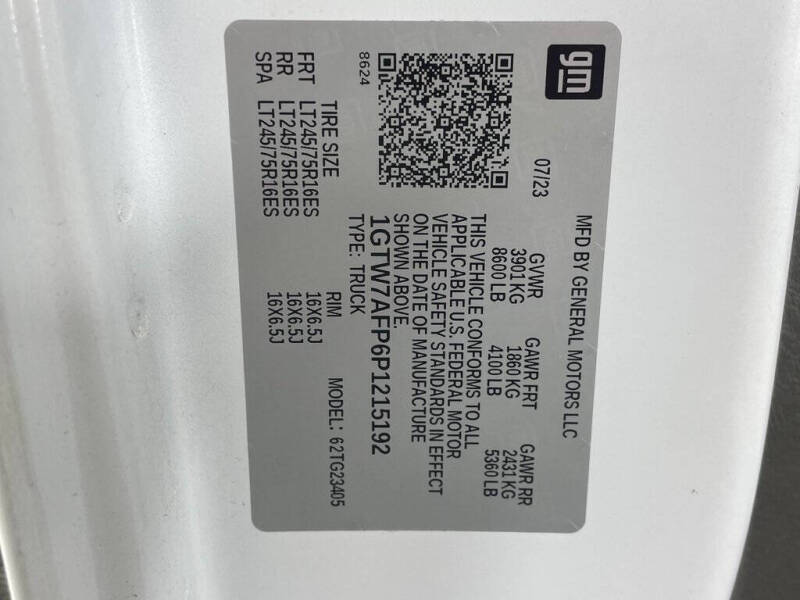 gm
MFD BY GENERAL MOTORS LLC
07/23
GVWR GAWR FRT GAWR RR
3901 KG 1860 KG 2431 KG
8600 LB 4100 LB 5360 LB
THIS VEHICLE CONFORMS TO ALL
APPLICABLE U.S. FEDERAL MOTOR
VEHICLE SAFETY STANDARDS IN EFFECT
ON THE DATE OF MANUFACTURE
SHOWN ABOVE.
1GTW7AFP6P1215192
TYPE: TRUCK MODEL: 62TG23405
8624
TIRE SIZE RIM
FRT LT245/75R16ES 16X6.5J
RR LT245/75R16ES 16X6.5J
SPA LT245/75R16ES 16X6.5J